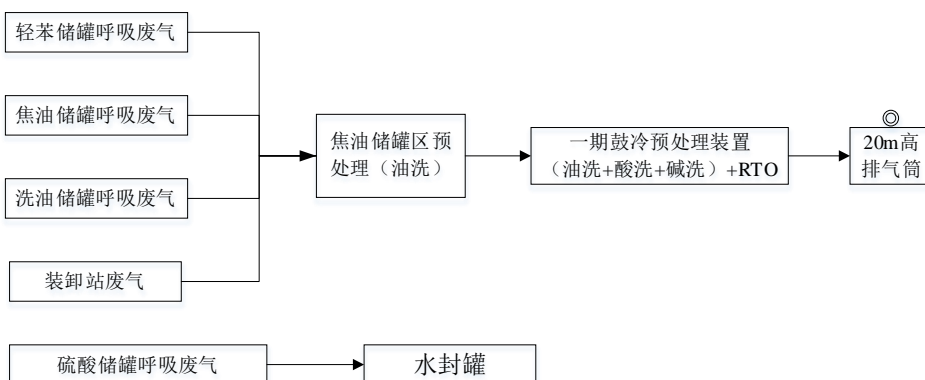 轻苯储罐呼吸废气
焦油储罐呼吸废气
洗油储罐呼吸废气
装卸站废气
焦油储罐区预
处理（油洗）
一期鼓冷预处理装置
（油洗+酸洗+碱洗）+RTO
20m高
排气筒
硫酸储罐呼吸废气
水封罐